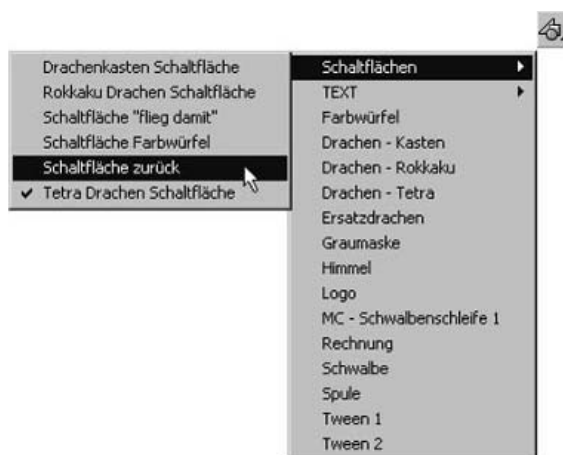 Drachenkasten Schaltfläche
Rokkaku Drachen Schaltfläche
Schaltfläche "flieg damit"
Schaltfläche Farbwürfel
Schaltfläche zurück
Tetra Drachen Schaltfläche
Schaltflächen
TEXT
Farbwürfel
Drachen - Kasten
Drachen - Rokkaku
Drachen - Tetra
Ersatzdrachen
Graumaske
Himmel
Logo
MC - Schwalbenschleife 1
Rechnung
Schwalbe
Spule
Tween 1
Tween 2